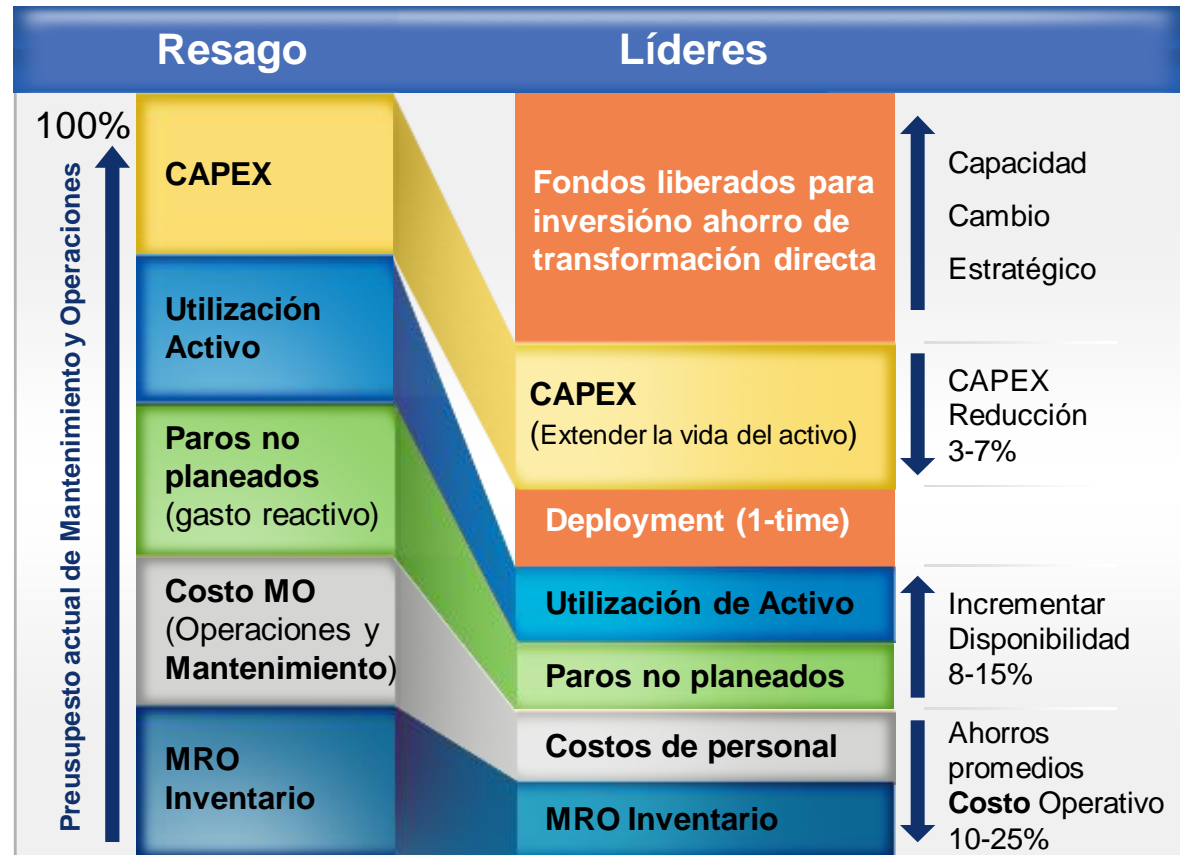 Resago
Líderes
100%
Preusupesto actual de Mantenimiento y Operaciones
CAPEX
Utilización
Activo
Paros no
planeados
(gasto reactivo)
Costo MO
(Operaciones y
Mantenimiento)
MRO
Inventario
Fondos liberados para
inversióno ahorro de
transformación directa
CAPEX
(Extender la vida del activo)
Deployment (1-time)
Utilización de Activo
Paros no planeados
Costos de personal
MRO Inventario
Capacidad
Cambio
Estratégico
CAPEX
Reducción
3-7%
Incrementar
Disponibilidad
8-15%
Ahorros
promedios
Costo Operativo
10-25%